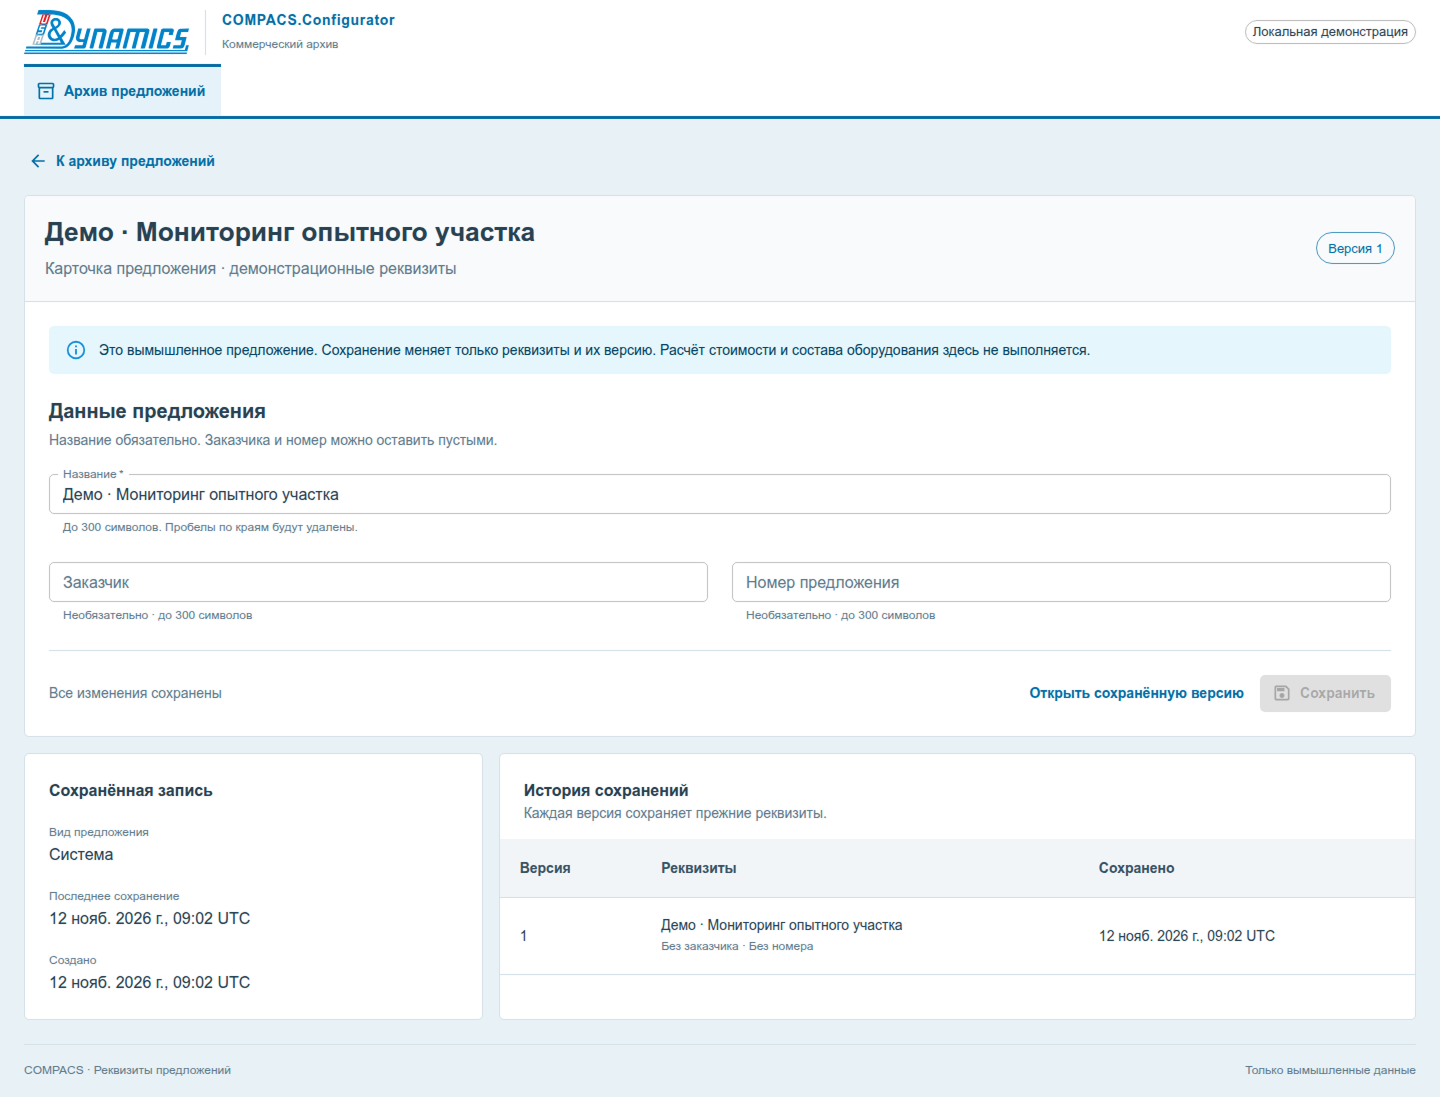 DYNAMICS
COMPACS.Configurator
Коммерческий архив
Локальная демонстрация
Архив предложений
К архиву предложений
Демо · Мониторинг опытного участка
Карточка предложения · демонстрационные реквизиты
Версия 1
Это вымышленное предложение. Сохранение меняет только реквизиты и их версию. Расчёт стоимости и состава оборудования здесь не выполняется.
Данные предложения
Название обязательно. Заказчика и номер можно оставить пустыми.
Название *
Демо · Мониторинг опытного участка
До 300 символов. Пробелы по краям будут удалены.
Заказчик
Номер предложения
Необязательно · до 300 символов
Необязательно · до 300 символов
Все изменения сохранены
Открыть сохранённую версию
Сохранить
Сохранённая запись
Вид предложения
Система
Последнее сохранение
12 нояб. 2026 г., 09:02 UTC
Создано
12 нояб. 2026 г., 09:02 UTC
История сохранений
Каждая версия сохраняет прежние реквизиты.
Версия Реквизиты Сохранено
1 Демо · Мониторинг опытного участка 12 нояб. 2026 г., 09:02 UTC
Без заказчика · Без номера
COMPACS · Реквизиты предложений
Только вымышленные данные